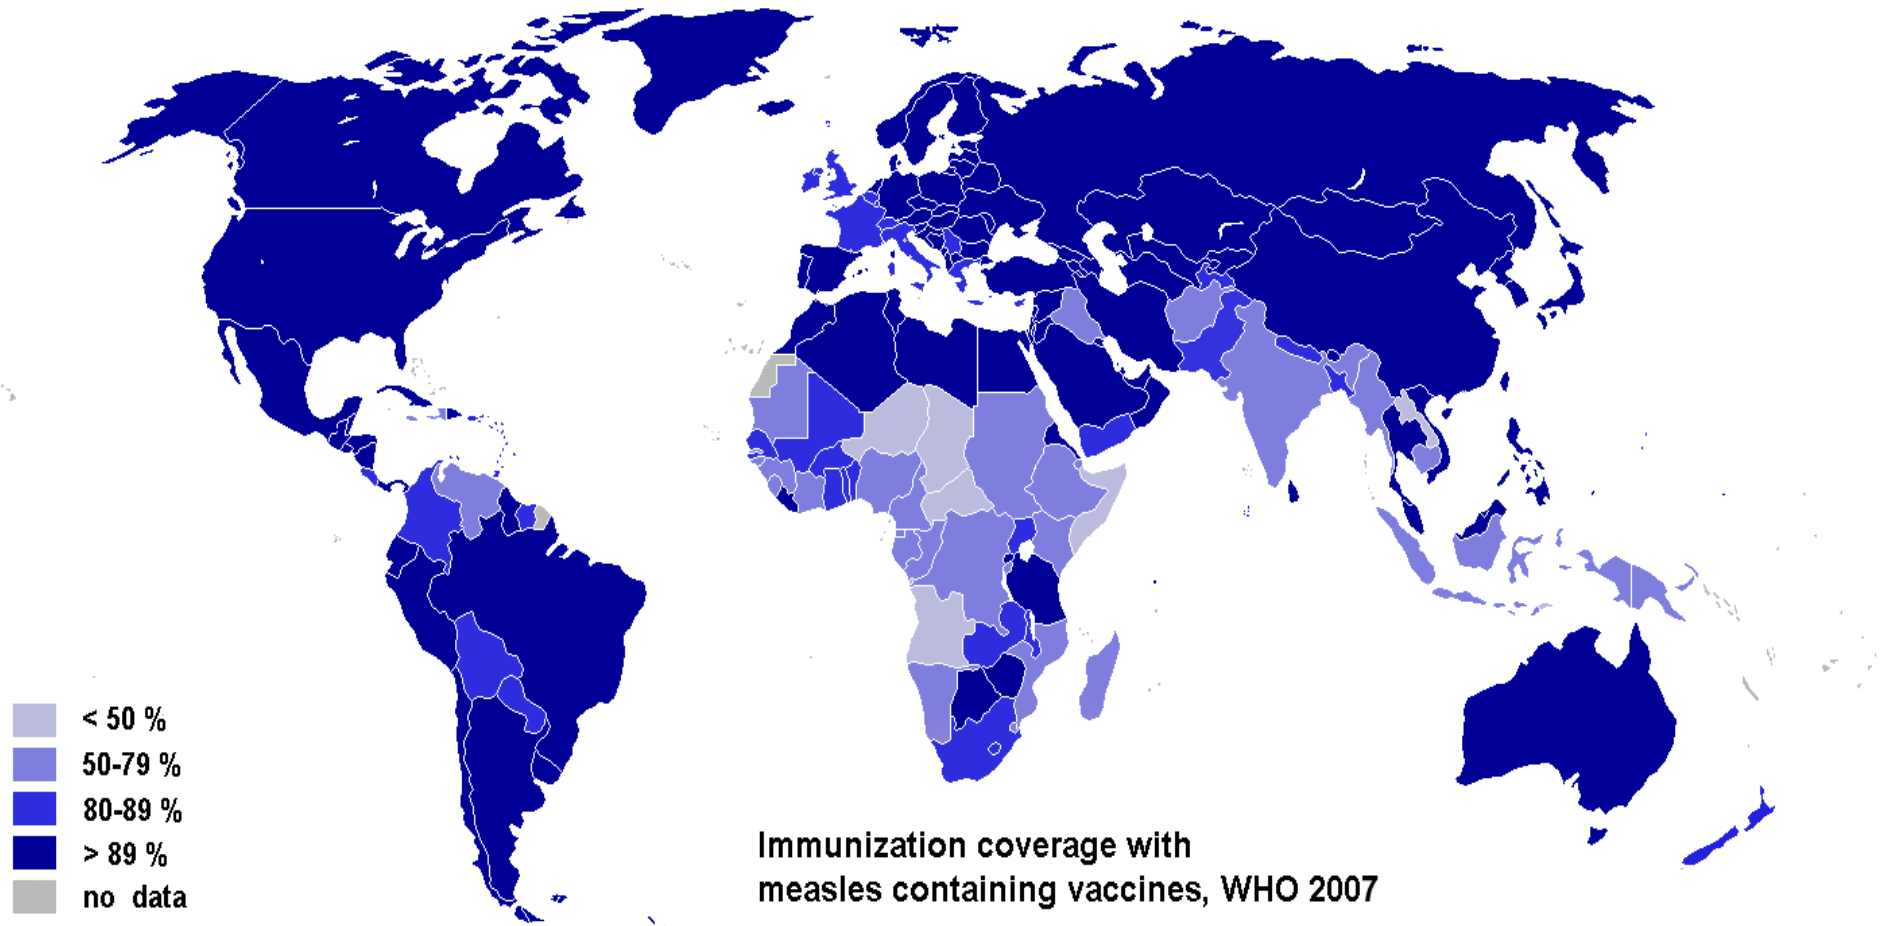 < 50 %
50-79 %
80-89 %
> 89 %
no data
Immunization coverage with
measles containing vaccines, WHO 2007